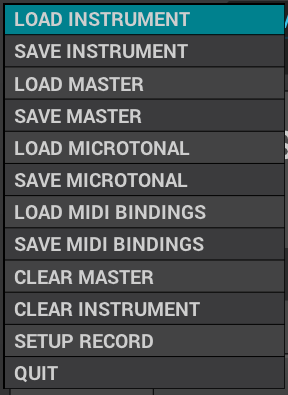 LOAD INSTRUMENT
SAVE INSTRUMENT
LOAD MASTER
SAVE MASTER
LOAD MICROTONAL
SAVE MICROTONAL
LOAD MIDI BINDINGS
SAVE MIDI BINDINGS
CLEAR MASTER
CLEAR INSTRUMENT
SETUP RECORD
QUIT